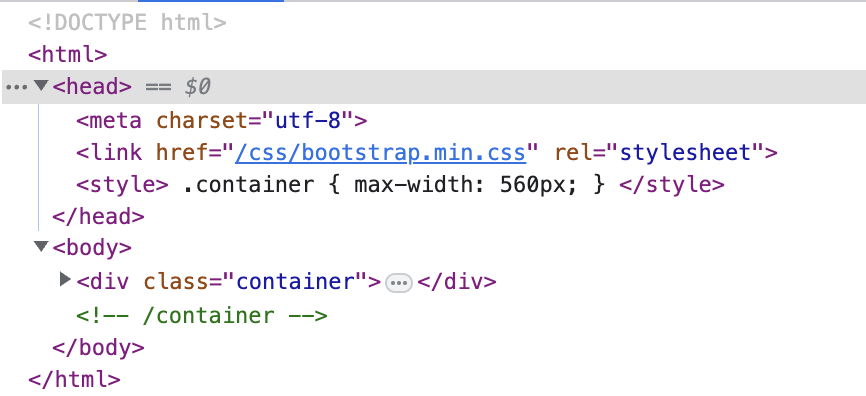 <!DOCTYPE html>
<html>
••• ▼<head> == $0
<meta charset="utf-8">
<link href="/css/bootstrap.min.css" rel="stylesheet">
<style> .container { max-width: 560px; } </style>
</head>
▼<body>
▶<div class="container">•••</div>
<!-- /container -->
</body>
</html>